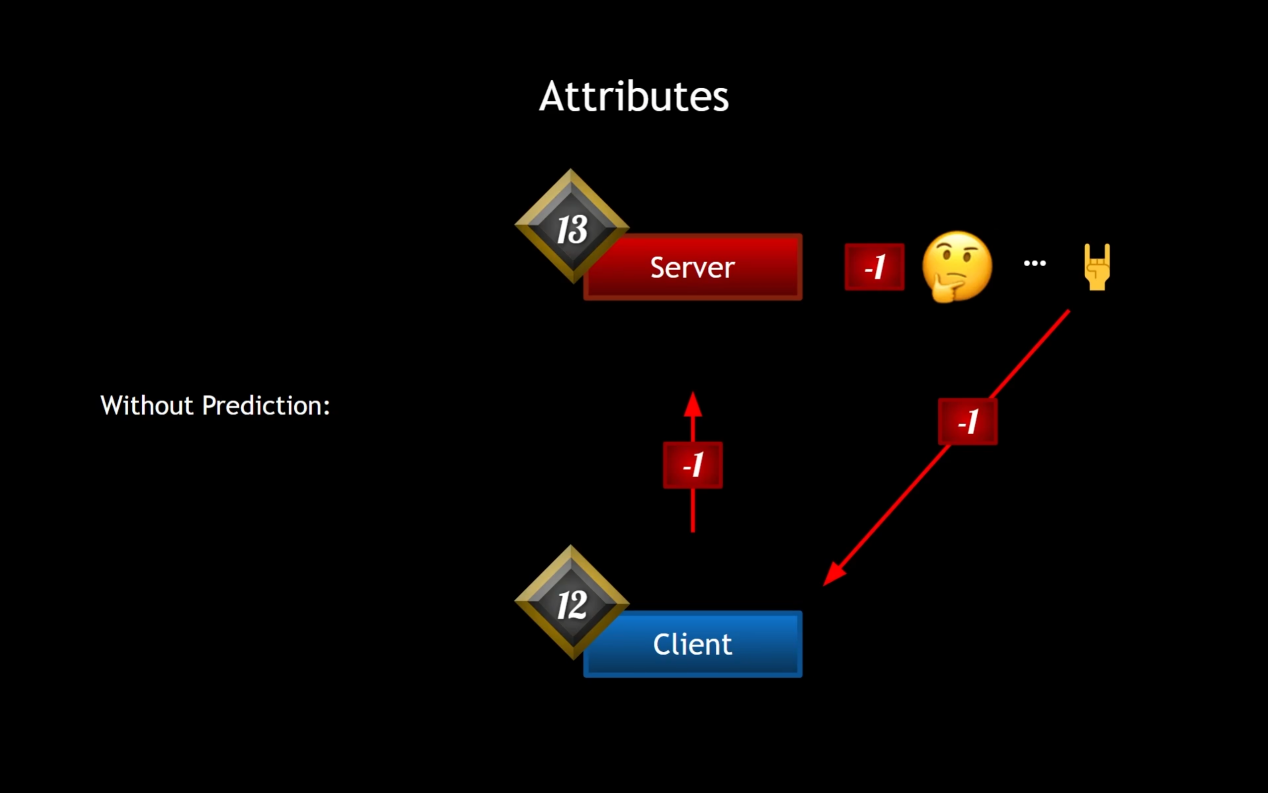 Attributes
13
Server
-1
...
Without Prediction:
-1
-1
12
Client